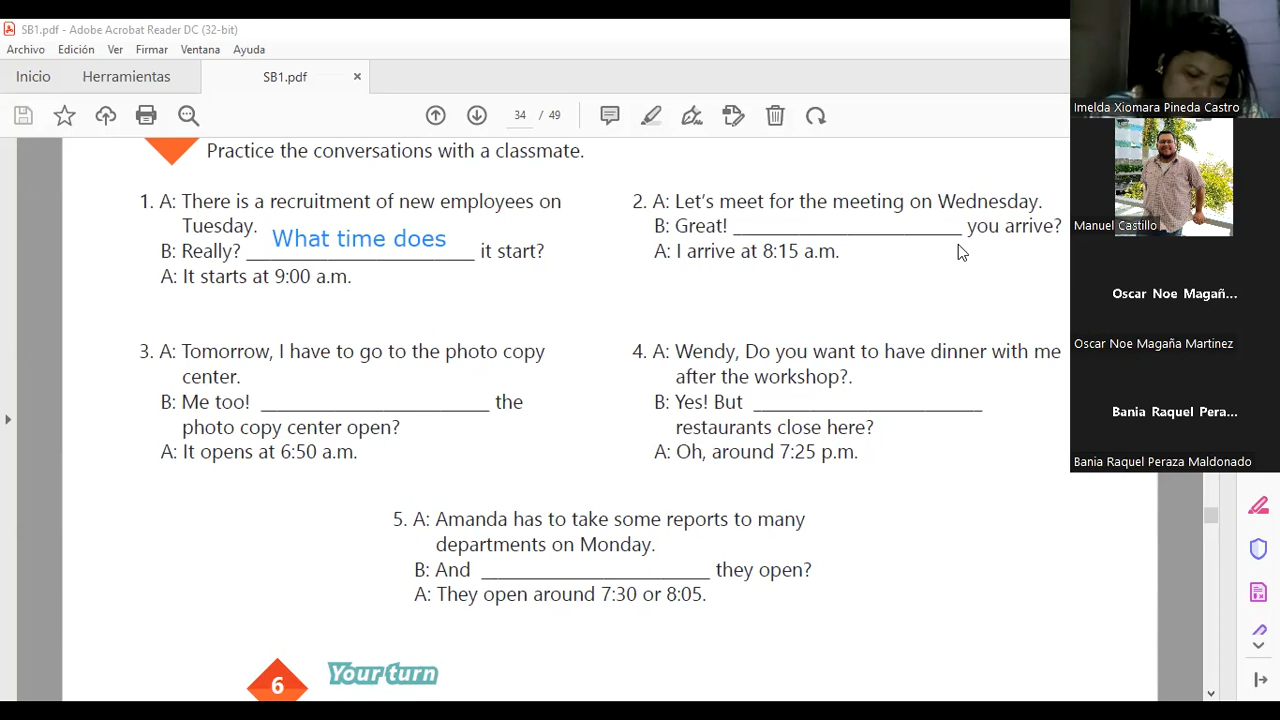 SB1.pdf - Adobe Acrobat Reader DC (32-bit)
Archivo Edición Ver Firmar Ventana Ayuda
Inicio Herramientas SB1.pdf ×
34 / 49
Practice the conversations with a classmate.
1. A: There is a recruitment of new employees on
Tuesday.
B: Really? What time does it start?
A: It starts at 9:00 a.m.
2. A: Let's meet for the meeting on Wednesday.
B: Great! ______________________ you arrive?
A: I arrive at 8:15 a.m.
3. A: Tomorrow, I have to go to the photo copy
center.
B: Me too! ______________________ the
photo copy center open?
A: It opens at 6:50 a.m.
4. A: Wendy, Do you want to have dinner with me
after the workshop?.
B: Yes! But ______________________
restaurants close here?
A: Oh, around 7:25 p.m.
5. A: Amanda has to take some reports to many
departments on Monday.
B: And ______________________ they open?
A: They open around 7:30 or 8:05.
6 Your turn
Imelda Xiomara Pineda Castro
Manuel Castillo
Oscar Noe Magañ...
Oscar Noe Magaña Martinez
Bania Raquel Pera...
Bania Raquel Peraza Maldonado